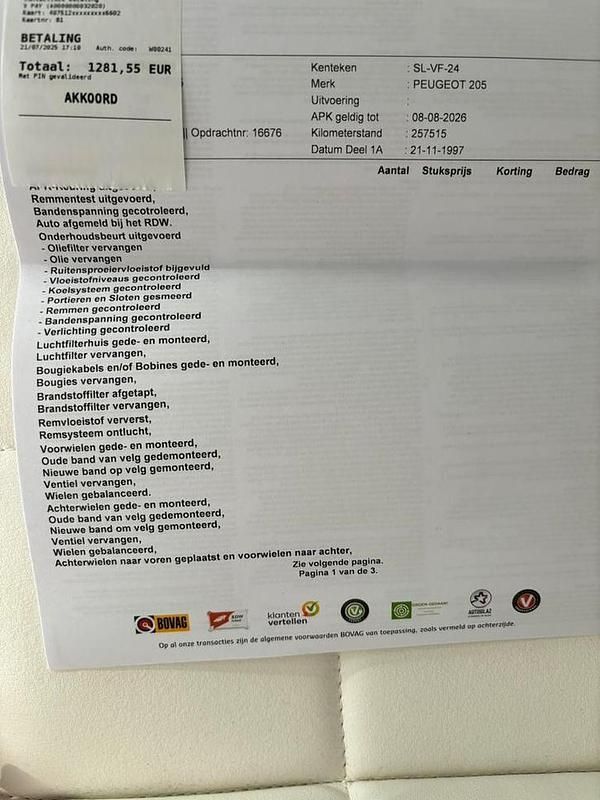 V PAY (A0000000032020)
Kaart: 487512xxxxxxxxx6602
Kaartnr: 01
BETALING
21/07/2025 17:10 Auth. code: W00241
Totaal: 1281,55 EUR
Met PIN gevalideerd
AKKOORD
Kenteken : SL-VF-24
Merk : PEUGEOT 205
Uitvoering :
APK geldig tot : 08-08-2026
Opdrachtnr: 16676 Kilometerstand : 257515
Datum Deel 1A : 21-11-1997
Aantal Stuksprijs Korting Bedrag
Remmentest uitgevoerd,
Bandenspanning gecotroleerd,
Auto afgemeld bij het RDW.
Onderhoudsbeurt uitgevoerd
- Oliefilter vervangen
- Olie vervangen
- Ruitensproeiervloeistof bijgevuld
- Vloeistofniveaus gecontroleerd
- Koelsysteem gecontroleerd
- Portieren en Sloten gesmeerd
- Remmen gecontroleerd
- Bandenspanning gecontroleerd
- Verlichting gecontroleerd
Luchtfilterhuis gede- en monteerd,
Luchtfilter vervangen,
Bougiekabels en/of Bobines gede- en monteerd,
Bougies vervangen,
Brandstoffilter afgetapt,
Brandstoffilter vervangen,
Remvloeistof ververst,
Remsysteem ontlucht,
Voorwielen gede- en monteerd,
Oude band van velg gedemonteerd,
Nieuwe band op velg gemonteerd,
Ventiel vervangen,
Wielen gebalanceerd.
Achterwielen gede- en monteerd,
Oude band van velg gedemonteerd,
Nieuwe band om velg gemonteerd,
Ventiel vervangen,
Wielen gebalanceerd,
Achterwielen naar voren geplaatst en voorwielen naar achter,
Zie volgende pagina.
Pagina 1 van de 3.
BOVAG
RDW
klanten
vertellen
AUTOGLAZ
Op al onze transacties zijn de algemene voorwaarden BOVAG van toepassing, zoals vermeld op achterzijde.